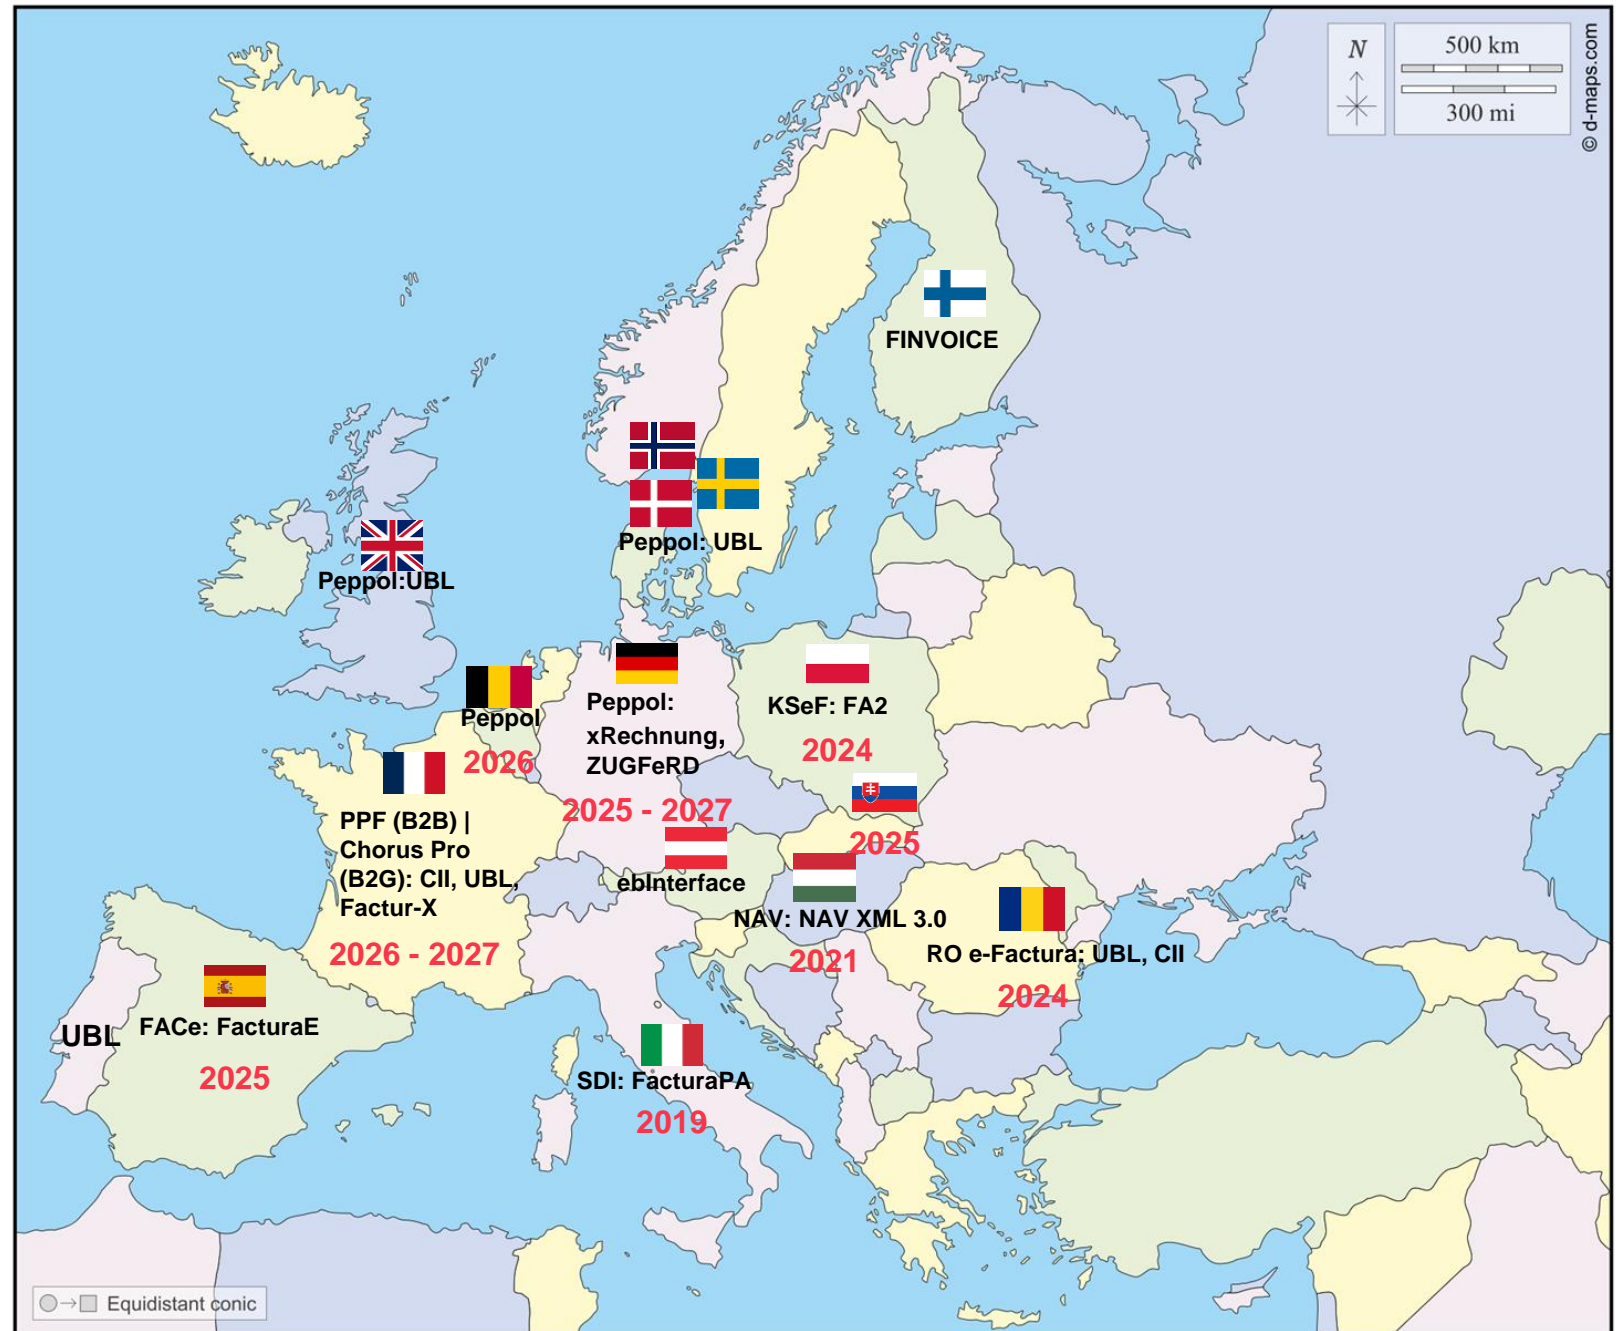 N
500 km
300 mi
© d-maps.com
FINVOICE
Peppol: UBL
Peppol:UBL
Peppol
2026
Peppol:
xRechnung,
ZUGFeRD
2025 - 2027
KSeF: FA2
2024
2025
PPF (B2B) |
Chorus Pro
(B2G): CII, UBL,
Factur-X
2026 - 2027
ebInterface
NAV: NAV XML 3.0
2021
RO e-Factura: UBL, CII
2024
UBL
FACe: FacturaE
2025
SDI: FacturaPA
2019
Equidistant conic